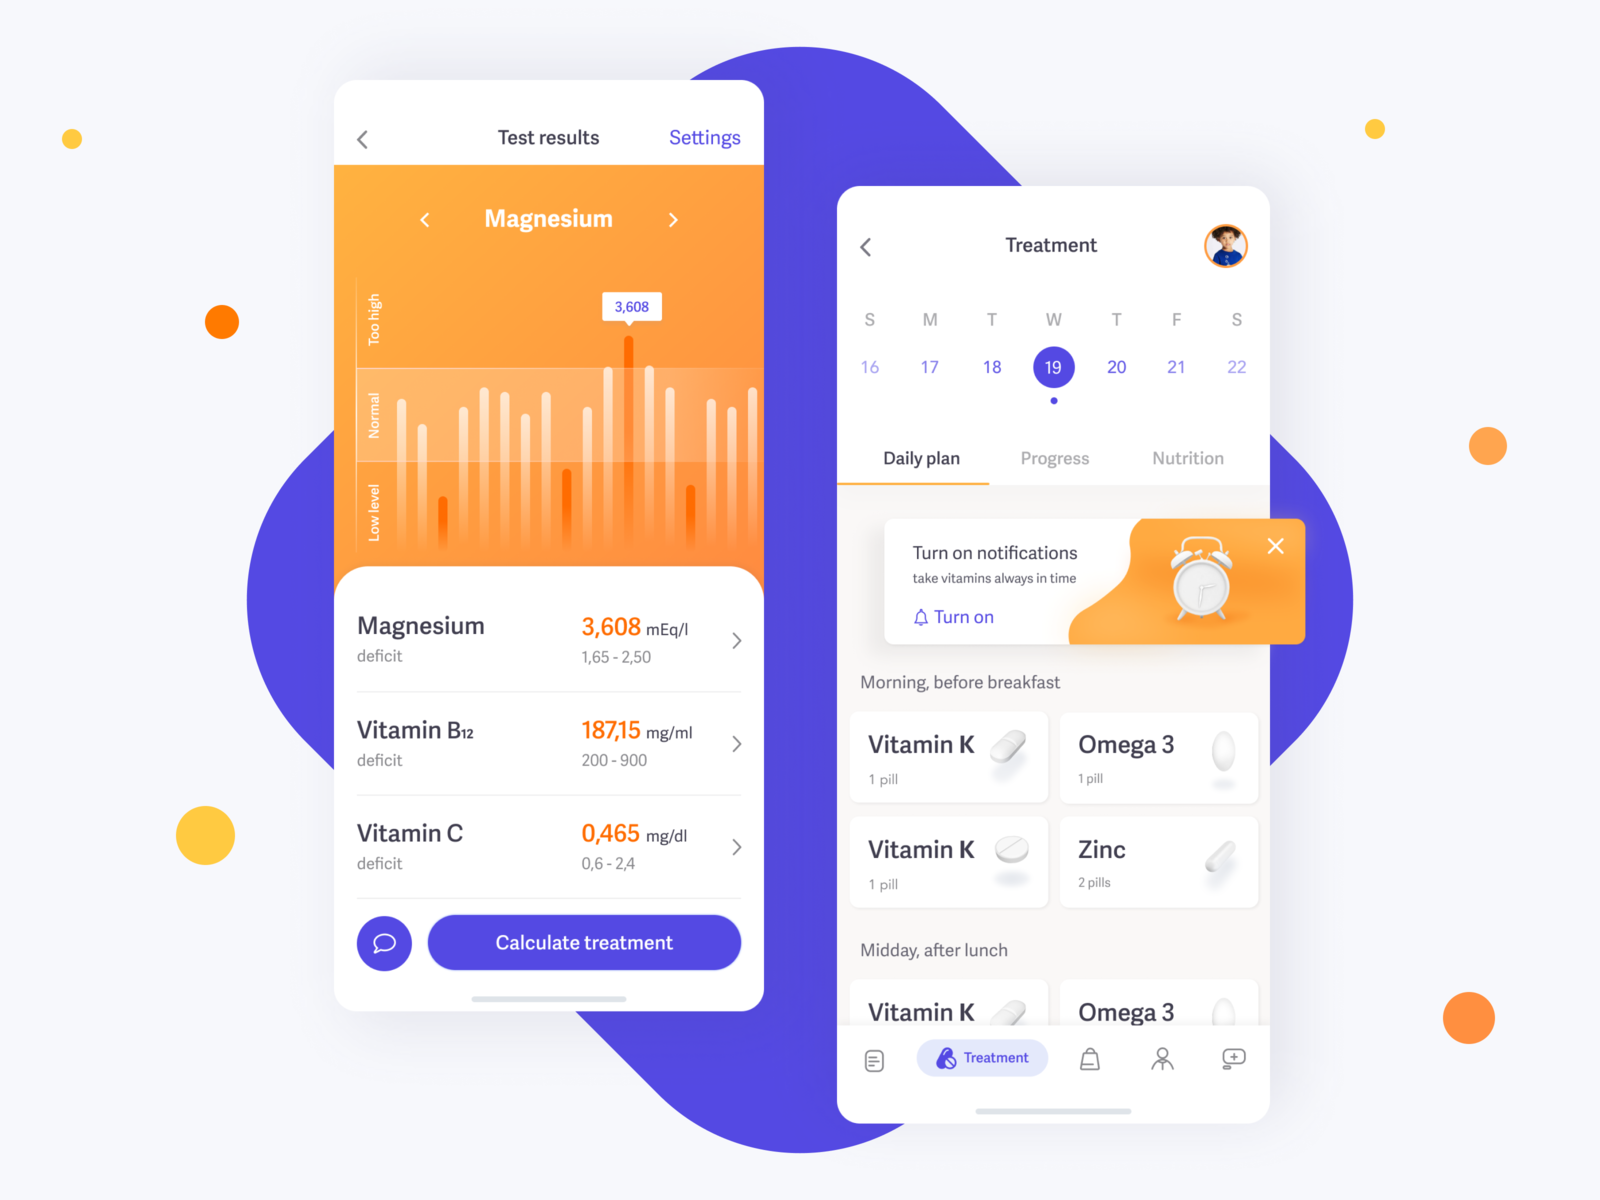 Test results
Settings
Magnesium
3,608
Too high
Normal
Low level
Magnesium
3,608 mEq/l
deficit
1,65 - 2,50
Vitamin B12
187,15 mg/ml
deficit
200 - 900
Vitamin C
0,465 mg/dl
deficit
0,6 - 2,4
Calculate treatment
Treatment
S M T W T F S
16 17 18 19 20 21 22
Daily plan
Progress
Nutrition
Turn on notifications
take vitamins always in time
Turn on
Morning, before breakfast
Vitamin K
1 pill
Omega 3
1 pill
Vitamin K
1 pill
Zinc
2 pills
Midday, after lunch
Vitamin K
Omega 3
Treatment